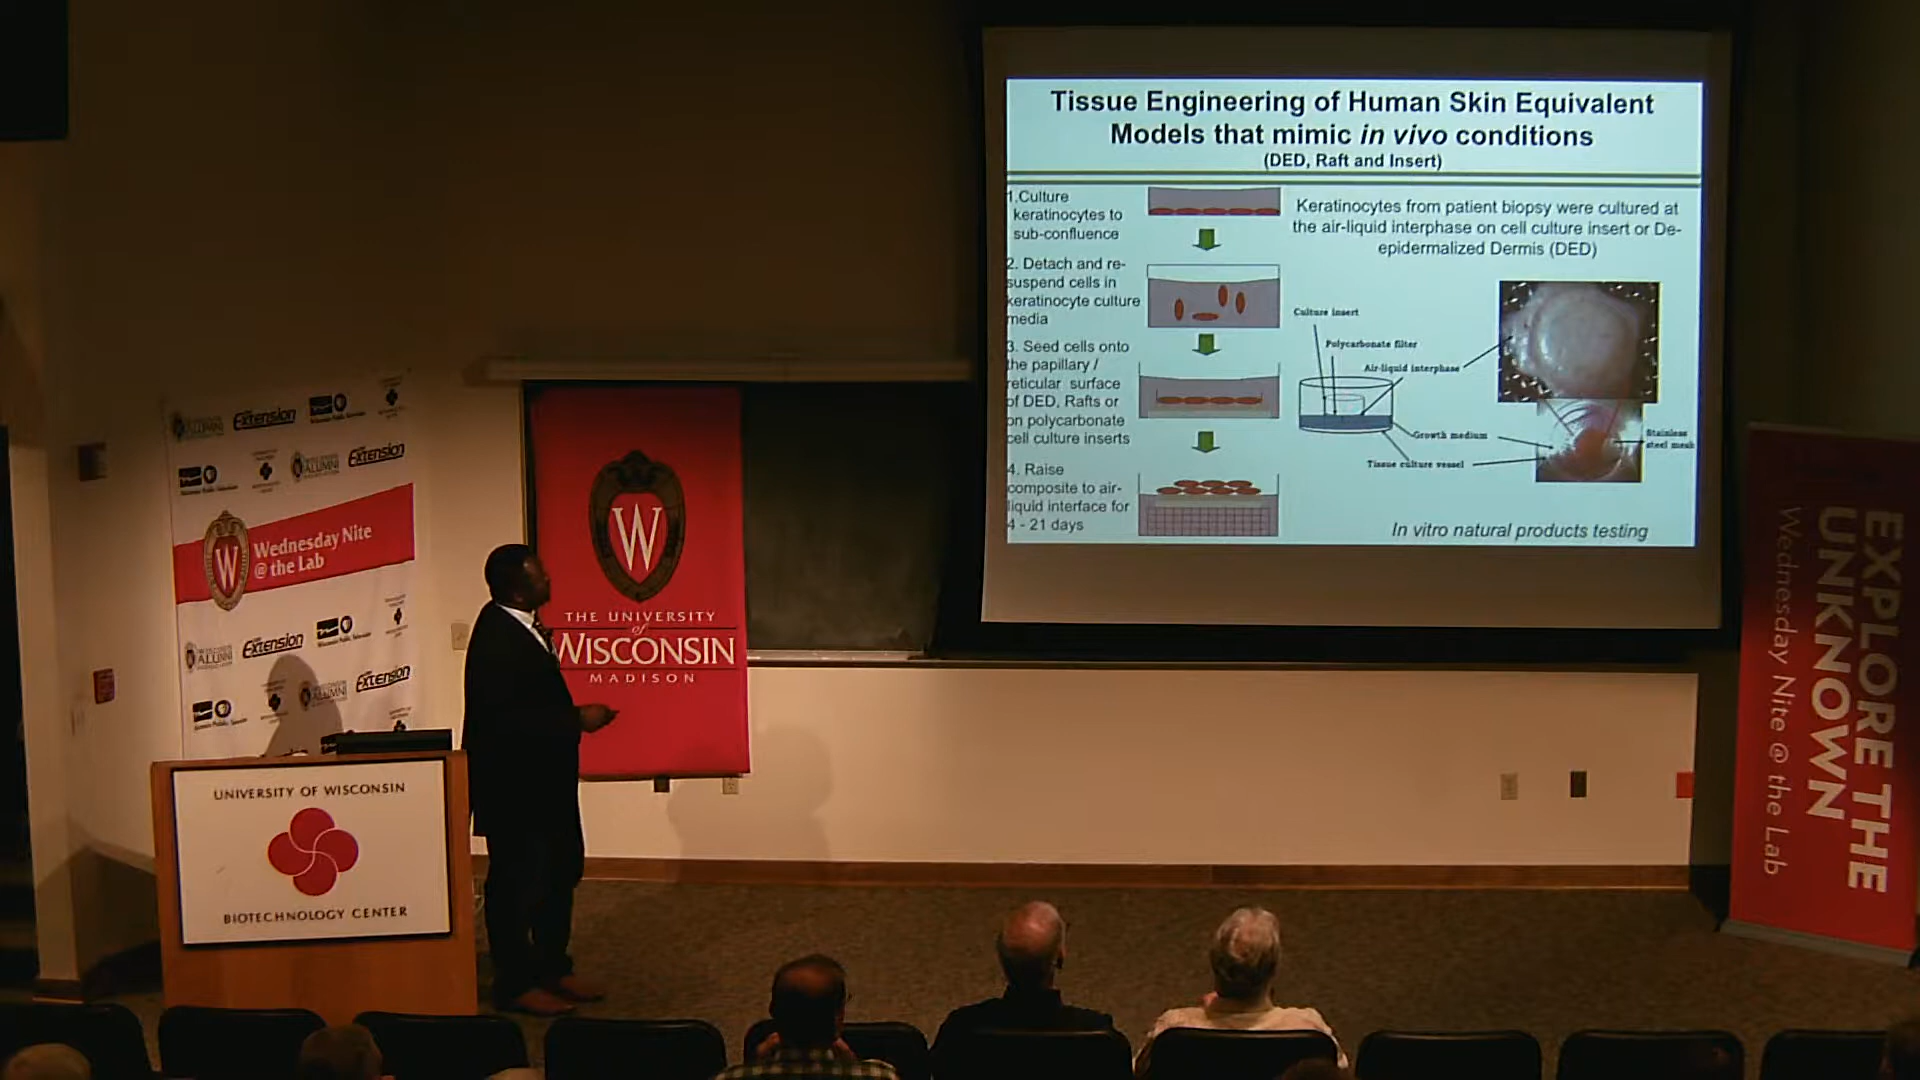 Tissue Engineering of Human Skin Equivalent
Models that mimic in vivo conditions
(DED, Raft and Insert)
1.Culture
keratinocytes to
sub-confluence
2. Detach and re-
suspend cells in
keratinocyte culture
media
3. Seed cells onto
the papillary /
reticular surface
of DED, Rafts or
on polycarbonate
cell culture inserts
4. Raise
composite to air-
liquid interface for
4 - 21 days
Keratinocytes from patient biopsy were cultured at
the air-liquid interphase on cell culture insert or De-
epidermalized Dermis (DED)
Culture insert
Polycarbonate filter
Air-liquid interphase
Growth medium
Tissue culture vessel
Stainless
steel mesh
In vitro natural products testing
Extension
ALUMNI
Extension
W
Wednesday Nite
@ the Lab
ALUMNI
Extension
ALUMNI
Extension
W
THE UNIVERSITY
of
WISCONSIN
MADISON
UNIVERSITY OF WISCONSIN
BIOTECHNOLOGY CENTER
EXPLORE THE
UNKNOWN
Wednesday Nite @ the Lab